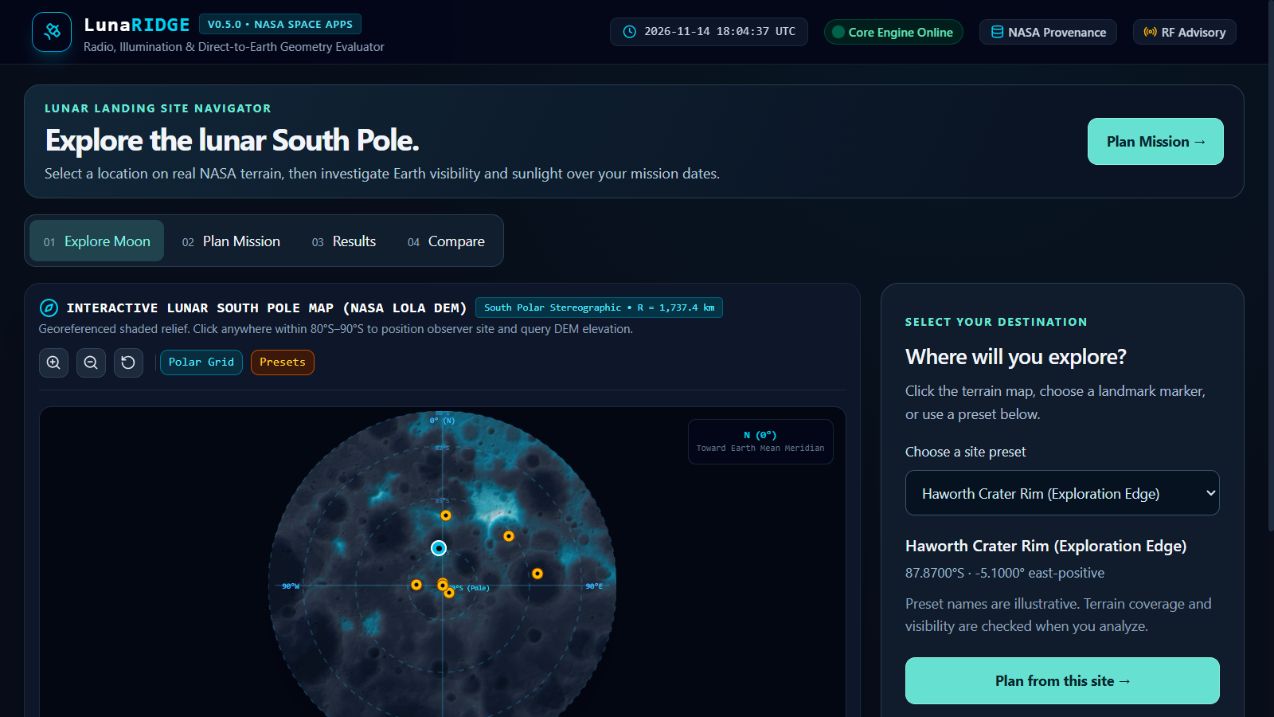 LunaRIDGE V0.5.0 • NASA SPACE APPS
Radio, Illumination & Direct-to-Earth Geometry Evaluator
2026-11-14 18:04:37 UTC
Core Engine Online
NASA Provenance
RF Advisory
LUNAR LANDING SITE NAVIGATOR
Explore the lunar South Pole.
Select a location on real NASA terrain, then investigate Earth visibility and sunlight over your mission dates.
Plan Mission →
01 Explore Moon
02 Plan Mission
03 Results
04 Compare
INTERACTIVE LUNAR SOUTH POLE MAP (NASA LOLA DEM) South Polar Stereographic • R = 1,737.4 km
Georeferenced shaded relief. Click anywhere within 80°S–90°S to position observer site and query DEM elevation.
Polar Grid
Presets
0° (N)
85°S
90°W
(Pole)
90°E
N (0°)
Toward Earth Mean Meridian
SELECT YOUR DESTINATION
Where will you explore?
Click the terrain map, choose a landmark marker,
or use a preset below.
Choose a site preset
Haworth Crater Rim (Exploration Edge)
Haworth Crater Rim (Exploration Edge)
87.8700°S · -5.1000° east-positive
Preset names are illustrative. Terrain coverage and
visibility are checked when you analyze.
Plan from this site →